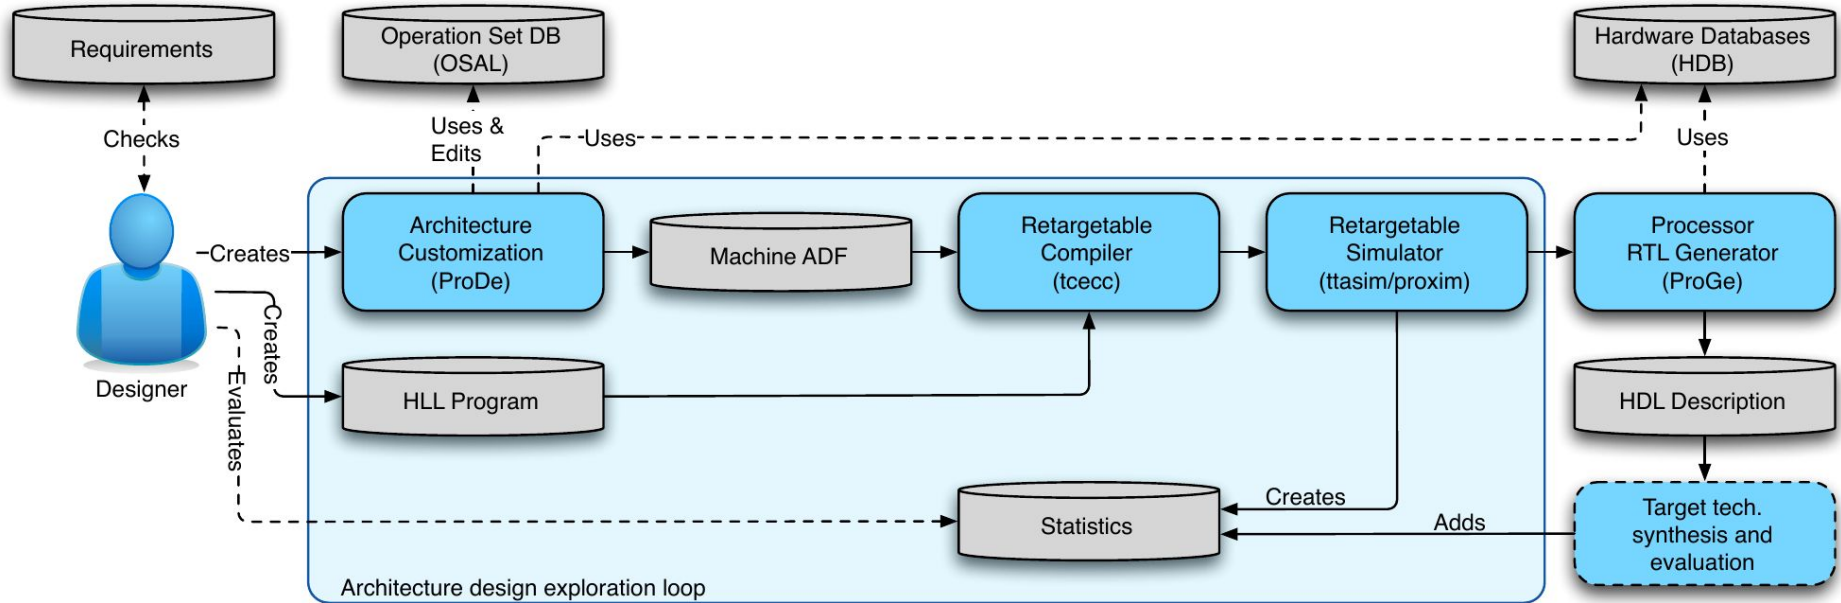 Requirements
Operation Set DB
(OSAL)
Hardware Databases
(HDB)
Checks
Uses &
Edits
Uses
Uses
Creates
Architecture
Customization
(ProDe)
Machine ADF
Retargetable
Compiler
(tcecc)
Retargetable
Simulator
(ttasim/proxim)
Processor
RTL Generator
(ProGe)
Creates
Designer
Evaluates
HLL Program
HDL Description
Statistics
Creates
Adds
Target tech.
synthesis and
evaluation
Architecture design exploration loop